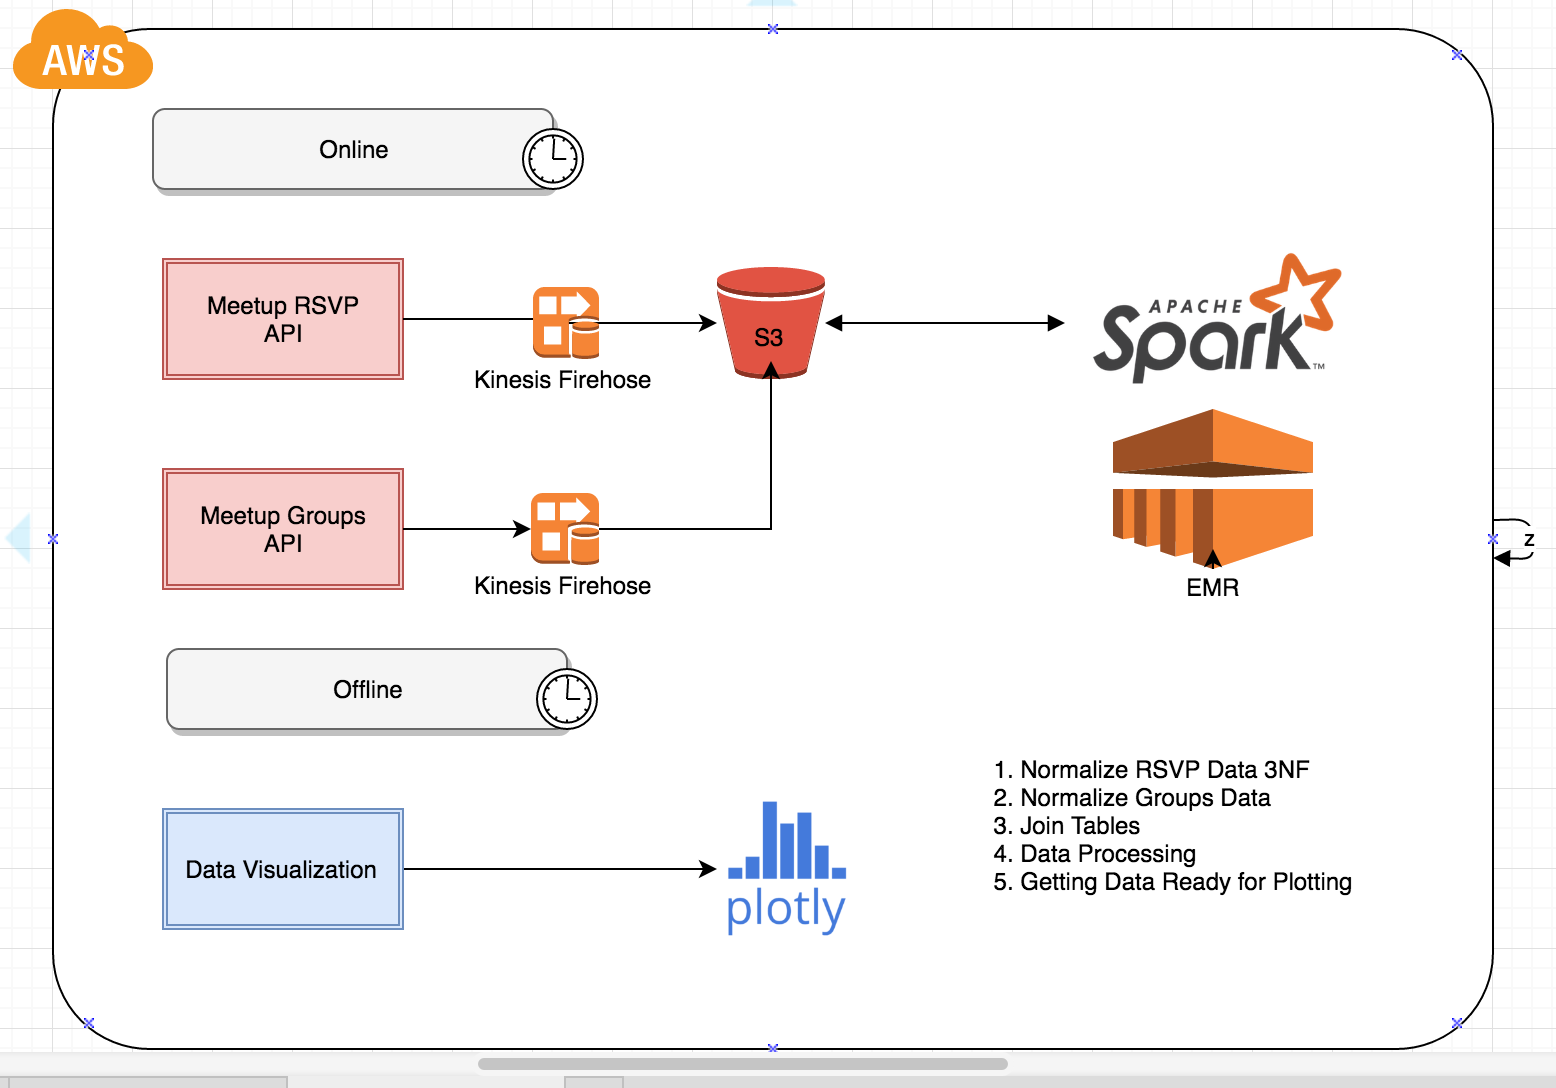 AWS
Online
Meetup RSVP
API
Kinesis Firehose
S3
APACHE
Spark™
Meetup Groups
API
Kinesis Firehose
EMR
z
Offline
Data Visualization
plotly
1. Normalize RSVP Data 3NF
2. Normalize Groups Data
3. Join Tables
4. Data Processing
5. Getting Data Ready for Plotting